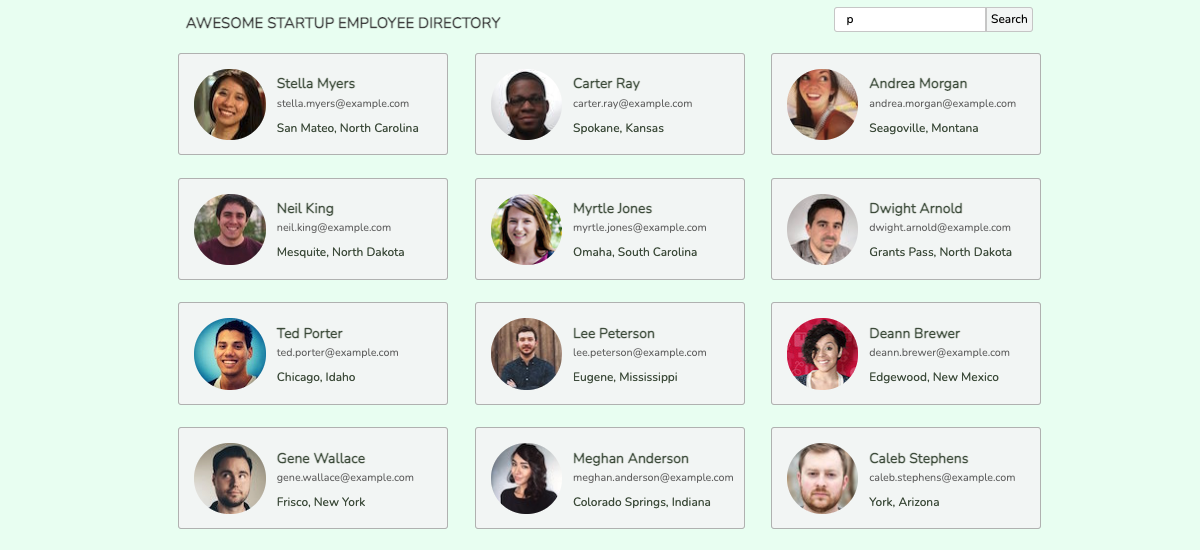 AWESOME STARTUP EMPLOYEE DIRECTORY
p
Search
Stella Myers
stella.myers@example.com
San Mateo, North Carolina
Carter Ray
carter.ray@example.com
Spokane, Kansas
Andrea Morgan
andrea.morgan@example.com
Seagoville, Montana
Neil King
neil.king@example.com
Mesquite, North Dakota
Myrtle Jones
myrtle.jones@example.com
Omaha, South Carolina
Dwight Arnold
dwight.arnold@example.com
Grants Pass, North Dakota
Ted Porter
ted.porter@example.com
Chicago, Idaho
Lee Peterson
lee.peterson@example.com
Eugene, Mississippi
Deann Brewer
deann.brewer@example.com
Edgewood, New Mexico
Gene Wallace
gene.wallace@example.com
Frisco, New York
Meghan Anderson
meghan.anderson@example.com
Colorado Springs, Indiana
Caleb Stephens
caleb.stephens@example.com
York, Arizona